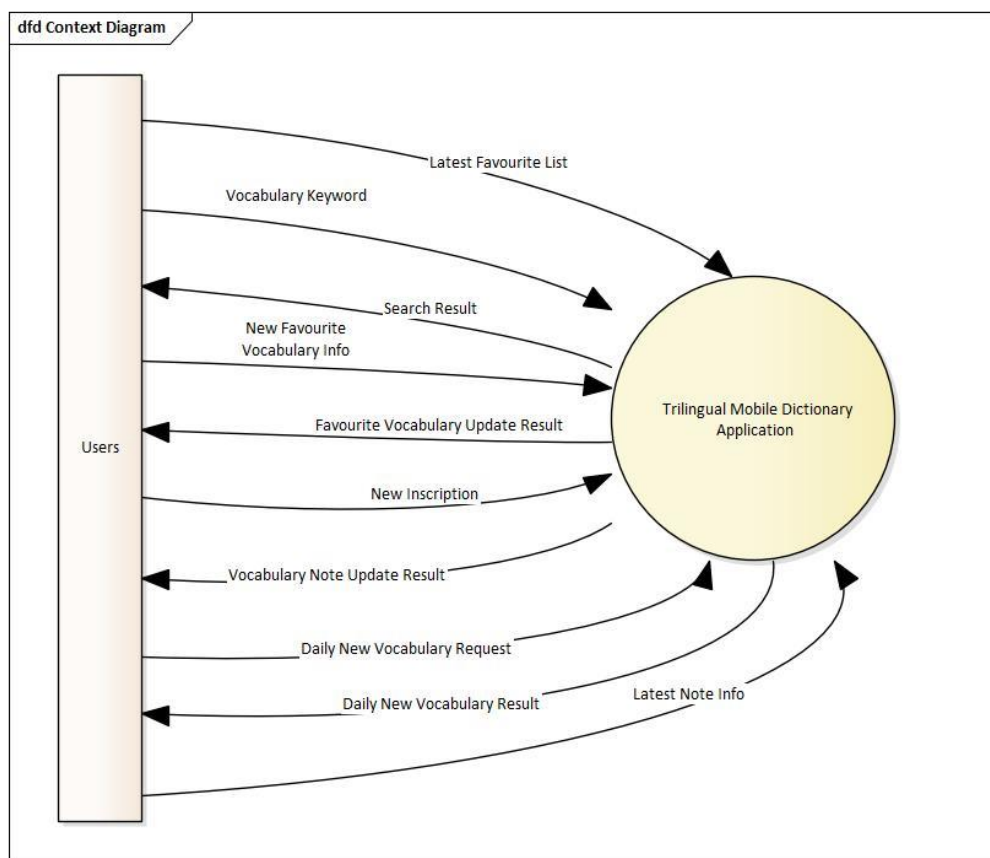 dfd Context Diagram
Latest Favourite List
Vocabulary Keyword
Search Result
New Favourite
Vocabulary Info
Trilingual Mobile Dictionary
Application
Favourite Vocabulary Update Result
Users
New Inscription
Vocabulary Note Update Result
Daily New Vocabulary Request
Latest Note Info
Daily New Vocabulary Result